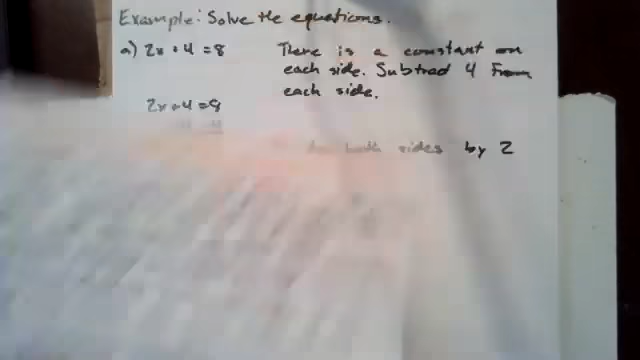 Example: Solve the equations.
a) 2x + 4 = 8
There is a constant on
each side. Subtract 4 from
each side.
2x + 4 = 8
both sides by 2